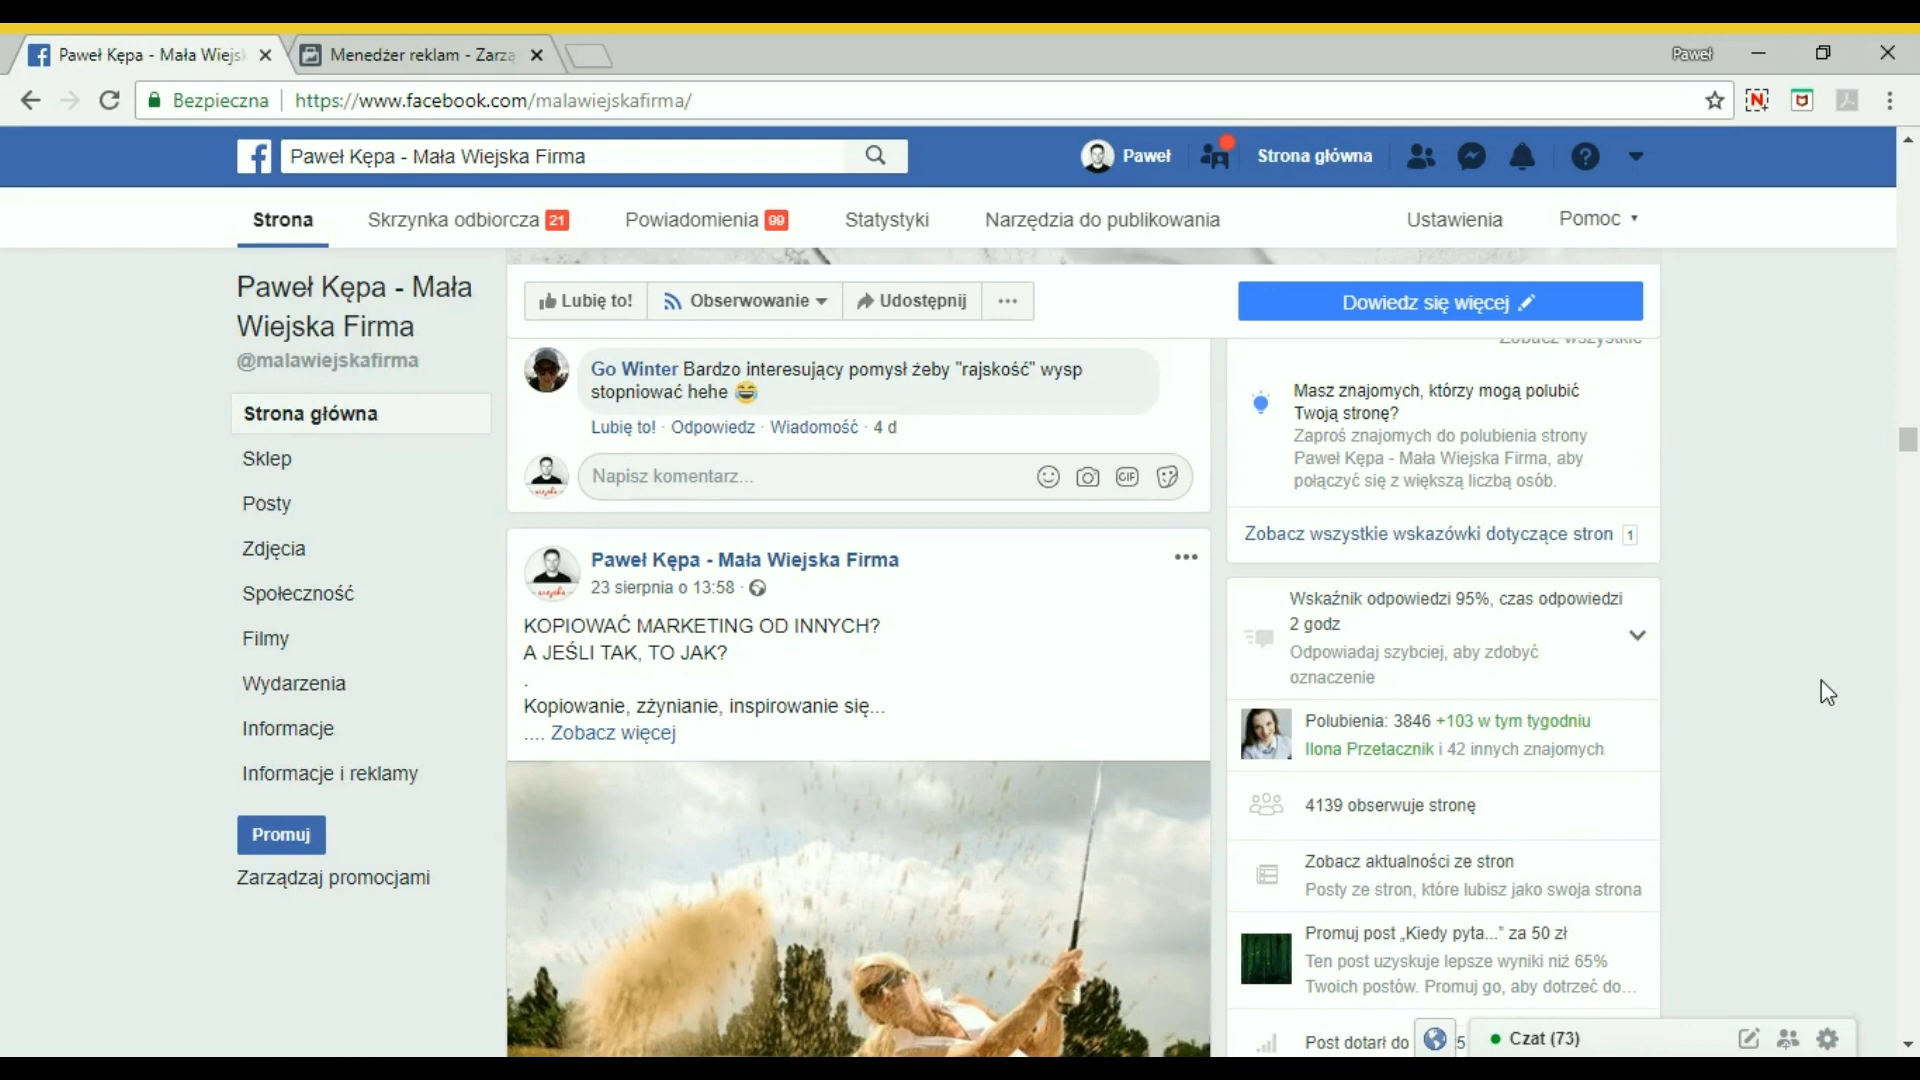 Paweł Kępa - Mała Wiejs
Menedżer reklam - Zarzą
Paweł
Bezpieczna
https://www.facebook.com/malawiejskafirma/
Paweł Kępa - Mała Wiejska Firma
Paweł
Strona główna
Strona
Skrzynka odbiorcza 21
Powiadomienia 99
Statystyki
Narzędzia do publikowania
Ustawienia
Pomoc
Paweł Kępa - Mała
Wiejska Firma
@malawiejskafirma
Strona główna
Sklep
Posty
Zdjęcia
Społeczność
Filmy
Wydarzenia
Informacje
Informacje i reklamy
Promuj
Zarządzaj promocjami
Lubię to!
Obserwowanie
Udostępnij
Dowiedz się więcej
Go Winter Bardzo interesujący pomysł żeby "rajskość" wysp
stopniować hehe 😅
Lubię to! · Odpowiedz · Wiadomość · 4 d
Napisz komentarz...
GIF
Paweł Kępa - Mała Wiejska Firma
23 sierpnia o 13:58 ·
KOPIOWAĆ MARKETING OD INNYCH?
A JEŚLI TAK, TO JAK?
.
Kopiowanie, zżynianie, inspirowanie się...
.... Zobacz więcej
Zobacz wszystkie
Masz znajomych, którzy mogą polubić
Twoją stronę?
Zaproś znajomych do polubienia strony
Paweł Kępa - Mała Wiejska Firma, aby
połączyć się z większą liczbą osób.
Zobacz wszystkie wskazówki dotyczące stron 1
Wskaźnik odpowiedzi 95%, czas odpowiedzi
2 godz
Odpowiadaj szybciej, aby zdobyć
oznaczenie
Polubienia: 3846 +103 w tym tygodniu
Ilona Przetacznik i 42 innych znajomych
4139 obserwuje stronę
Zobacz aktualności ze stron
Posty ze stron, które lubisz jako swoja strona
Promuj post „Kiedy pyta...” za 50 zł
Ten post uzyskuje lepsze wyniki niż 65%
Twoich postów. Promuj go, aby dotrzeć do...
Post dotarł do
5
Czat (73)